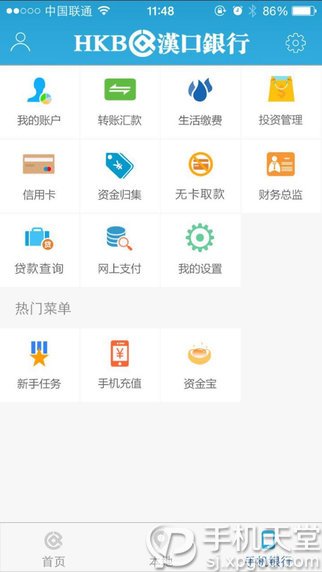 中国联通 11:48 86%
HKB 漢口銀行
我的账户 转账汇款 生活缴费 投资管理
信用卡 资金归集 无卡取款 财务总监
贷款查询 网上支付 我的设置
热门菜单
新手任务 手机充值 资金宝
首页 本地 手机银行
手机天堂
sj.xpgod.com